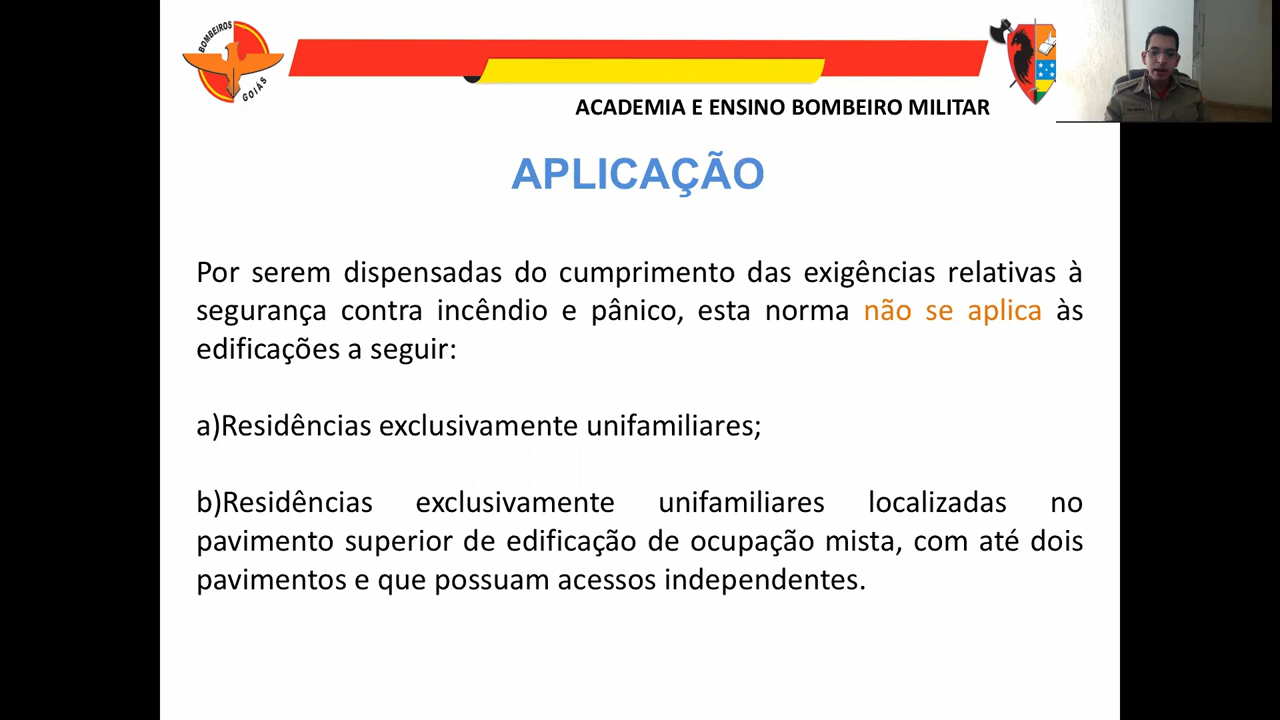 BOMBEIROS
GOIÁS
ACADEMIA E ENSINO BOMBEIRO MILITAR
APLICAÇÃO
Por serem dispensadas do cumprimento das exigências relativas à
segurança contra incêndio e pânico, esta norma não se aplica às
edificações a seguir:
a)Residências exclusivamente unifamiliares;
b)Residências exclusivamente unifamiliares localizadas no
pavimento superior de edificação de ocupação mista, com até dois
pavimentos e que possuam acessos independentes.